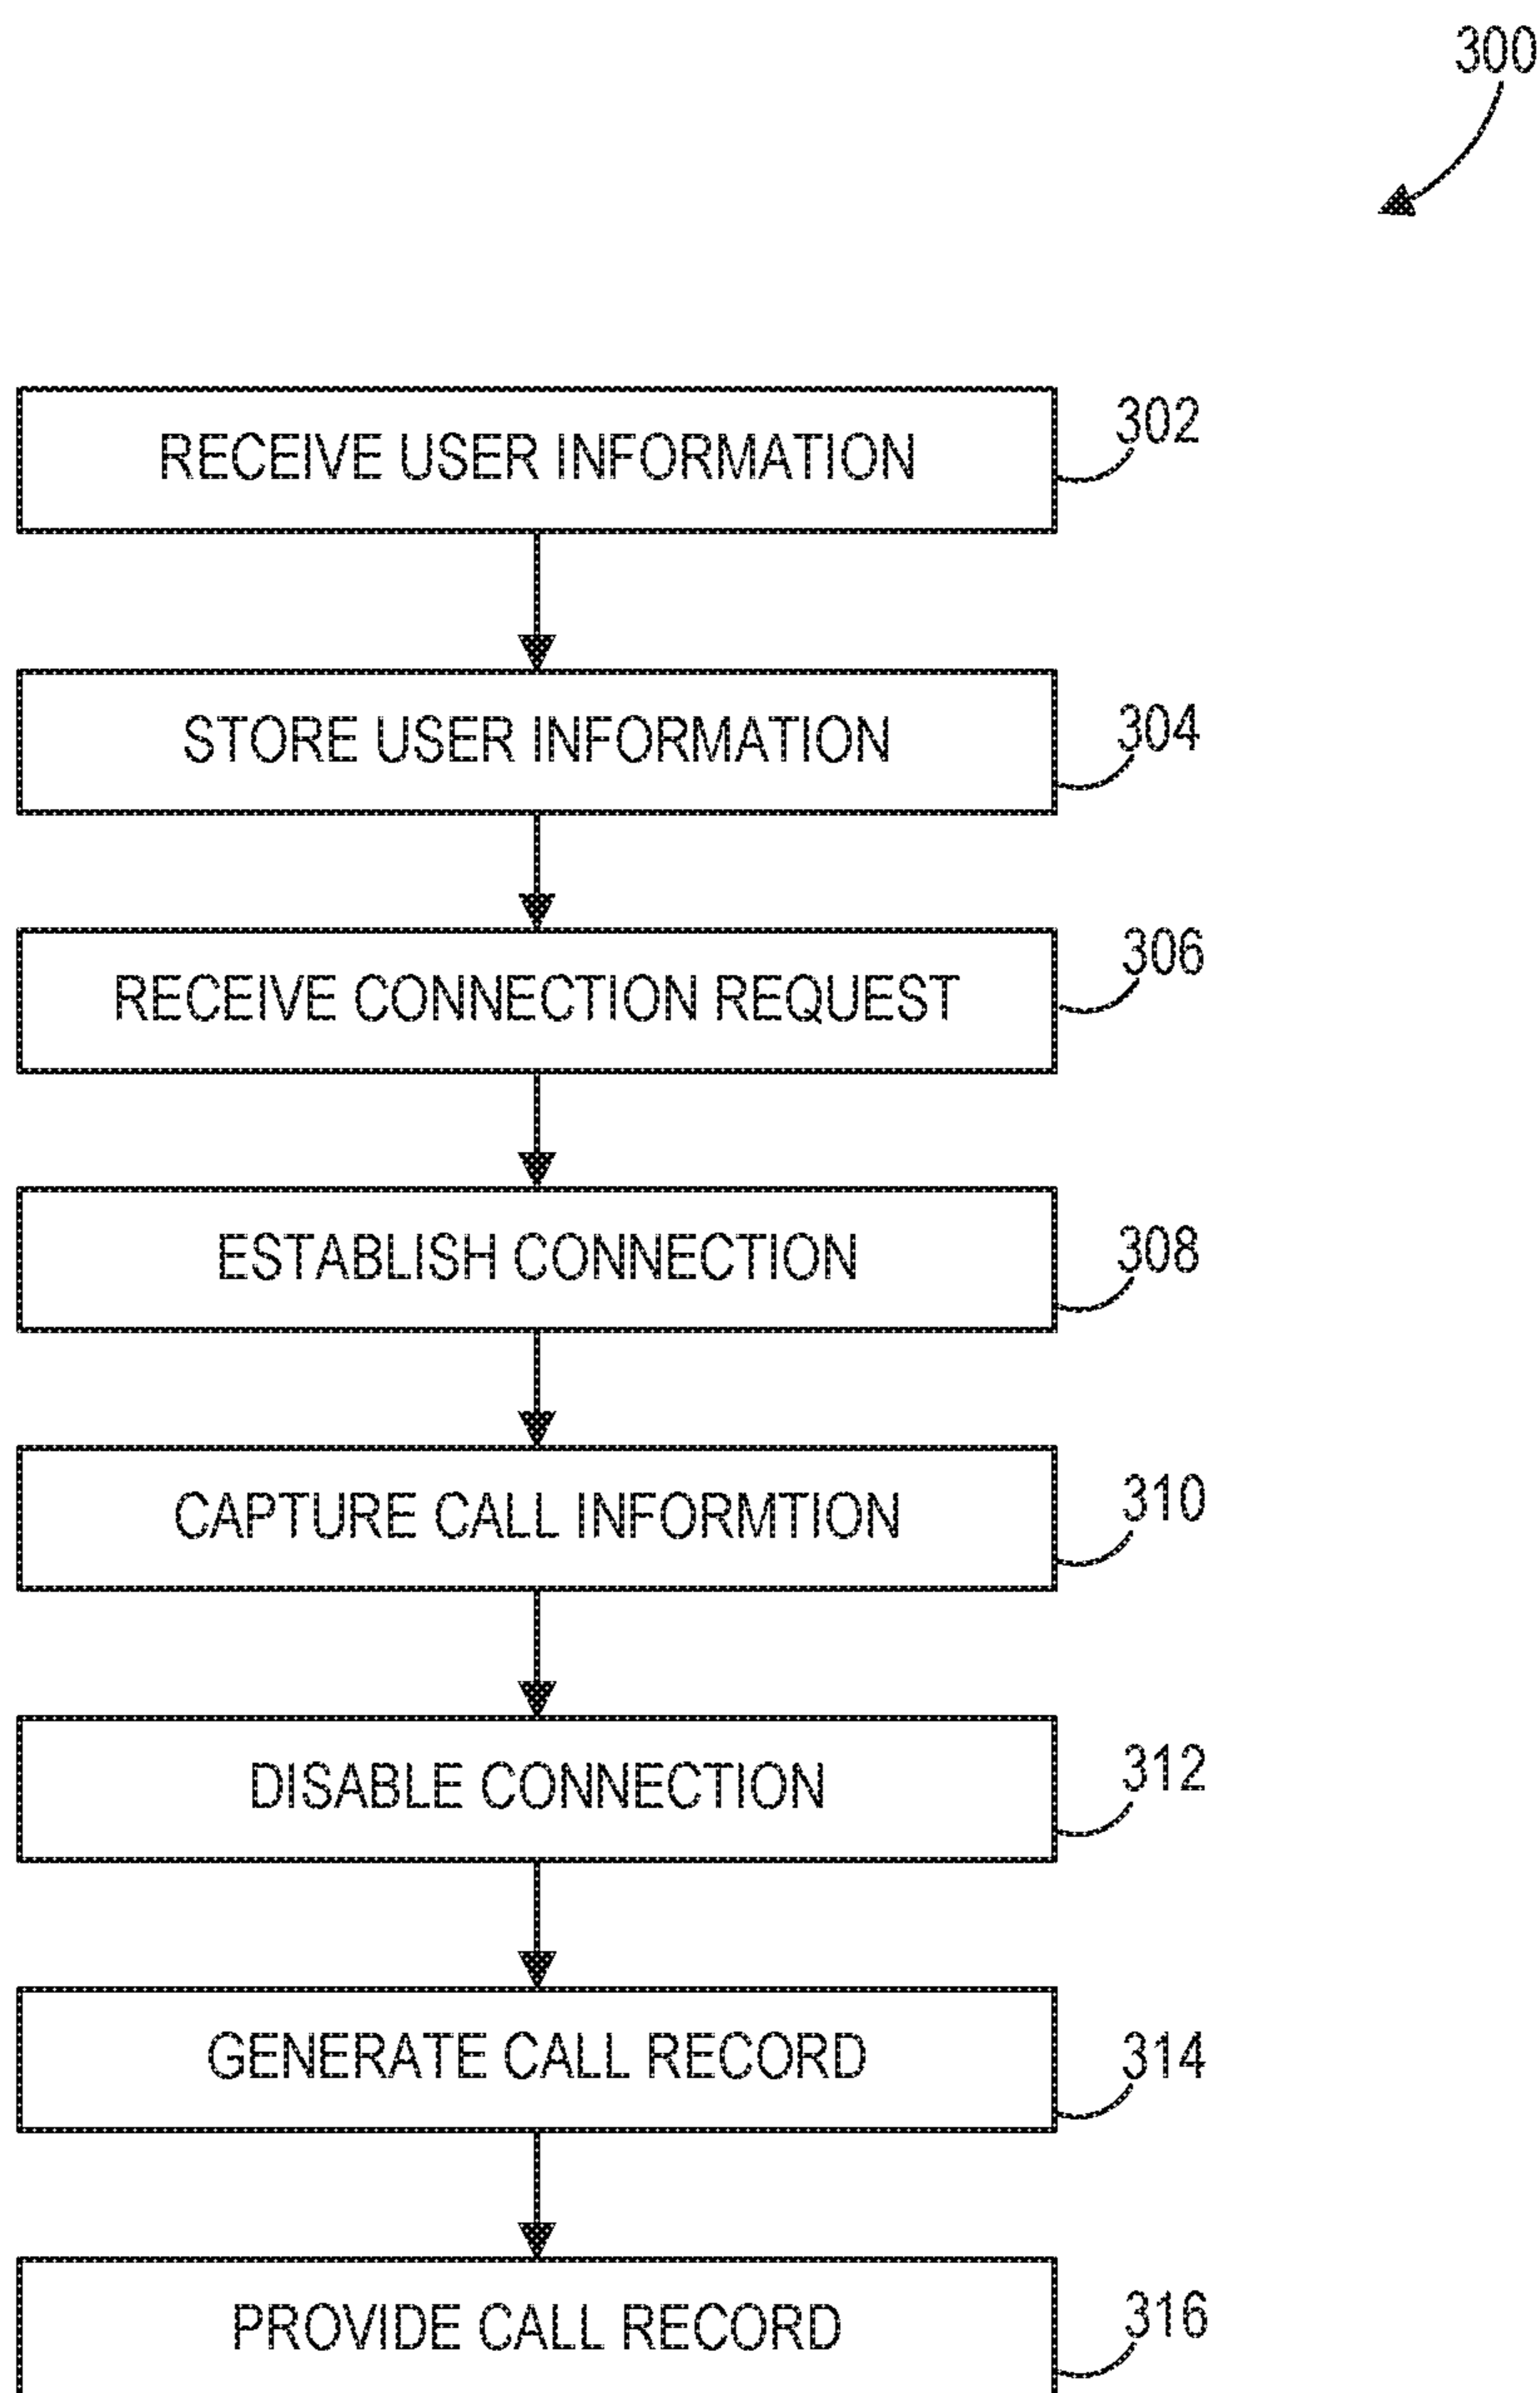 300
RECEIVE USER INFORMATION
302
STORE USER INFORMATION
304
RECEIVE CONNECTION REQUEST
306
ESTABLISH CONNECTION
308
CAPTURE CALL INFORMTION
310
DISABLE CONNECTION
312
GENERATE CALL RECORD
314
PROVIDE CALL RECORD
316